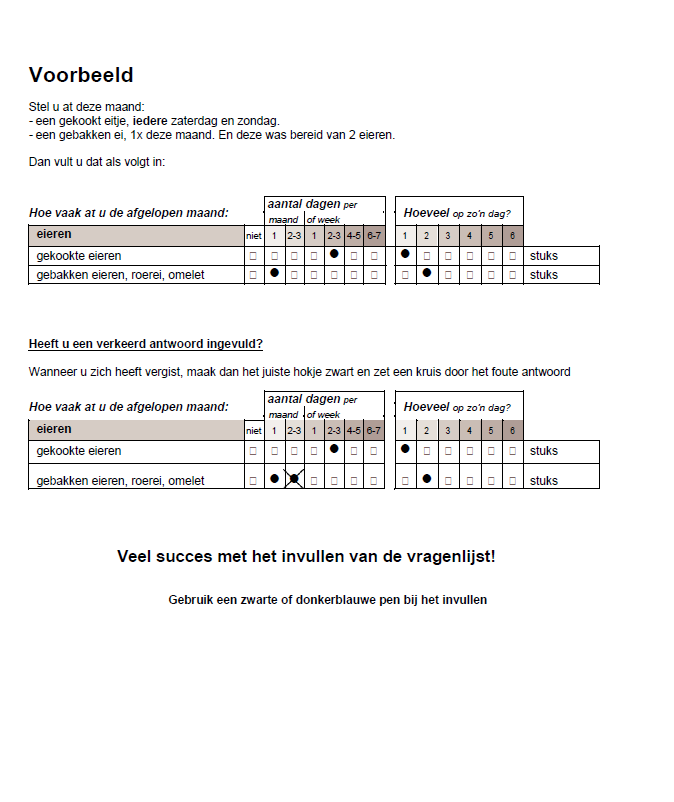 Voorbeeld
Stel u at deze maand:
- een gekookt eitje, iedere zaterdag en zondag.
- een gebakken ei, 1x deze maand. En deze was bereid van 2 eieren.
Dan vult u dat als volgt in:
aantal dagen per
Hoe vaak at u de afgelopen maand: maand of week Hoeveel op zo'n dag?
eieren niet 1 2-3 1 2-3 4-5 6-7 1 2 3 4 5 6
gekookte eieren □ □ □ □ ● □ □ ● □ □ □ □ □ stuks
gebakken eieren, roerei, omelet □ ● □ □ □ □ □ □ ● □ □ □ □ stuks
Heeft u een verkeerd antwoord ingevuld?
Wanneer u zich heeft vergist, maak dan het juiste hokje zwart en zet een kruis door het foute antwoord
aantal dagen per
Hoe vaak at u de afgelopen maand: maand of week Hoeveel op zo'n dag?
eieren niet 1 2-3 1 2-3 4-5 6-7 1 2 3 4 5 6
gekookte eieren □ □ □ □ ● □ □ ● □ □ □ □ □ stuks
gebakken eieren, roerei, omelet □ ● ● □ □ □ □ □ ● □ □ □ □ stuks
Veel succes met het invullen van de vragenlijst!
Gebruik een zwarte of donkerblauwe pen bij het invullen